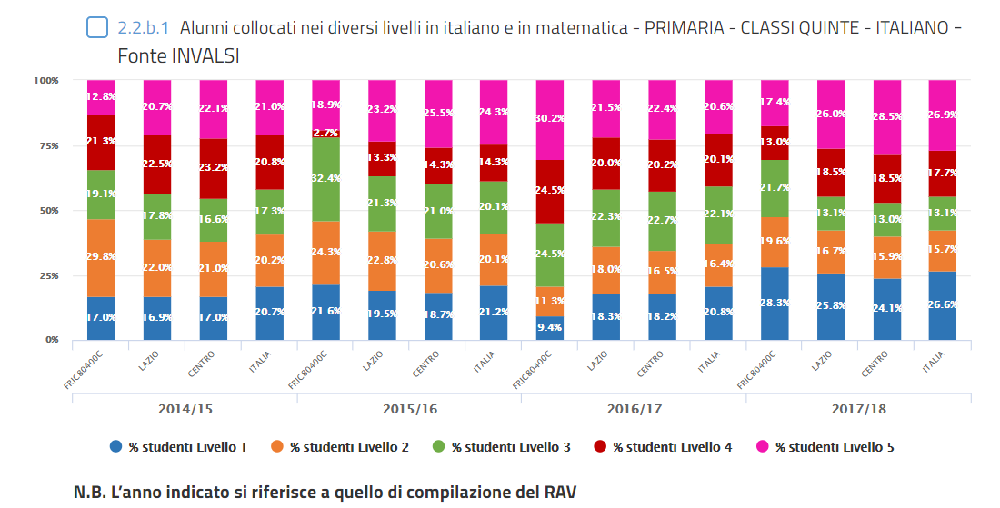 2.2.b.1 Alunni collocati nei diversi livelli in italiano e in matematica - PRIMARIA - CLASSI QUINTE - ITALIANO -
Fonte INVALSI
100%
12.8% 20.7% 22.1% 21.0% 18.9% 23.2% 25.5% 24.3% 30.2% 21.5% 22.4% 20.6% 17.4% 26.0% 28.5% 26.9%
75%
21.3% 22.5% 23.2% 20.8% 2.7% 13.3% 14.3% 14.3% 24.5% 20.0% 20.2% 20.1% 13.0% 18.5% 18.5% 17.7%
50%
19.1% 17.8% 16.6% 17.3% 32.4% 21.3% 21.0% 20.1% 24.5% 22.3% 22.7% 22.1% 21.7% 13.1% 13.0% 13.1%
25%
29.8% 22.0% 21.0% 20.2% 24.3% 22.8% 20.6% 20.1% 11.3% 18.0% 16.5% 16.4% 19.6% 16.7% 15.9% 15.7%
0%
17.0% 16.9% 17.0% 20.7% 21.6% 19.5% 18.7% 21.2% 9.4% 18.3% 18.2% 20.8% 28.3% 25.8% 24.1% 26.6%
FRIC80400C LAZIO CENTRO ITALIA FRIC80400C LAZIO CENTRO ITALIA FRIC80400C LAZIO CENTRO ITALIA FRIC80400C LAZIO CENTRO ITALIA
2014/15 2015/16 2016/17 2017/18
% studenti Livello 1 % studenti Livello 2 % studenti Livello 3 % studenti Livello 4 % studenti Livello 5
N.B. L’anno indicato si riferisce a quello di compilazione del RAV